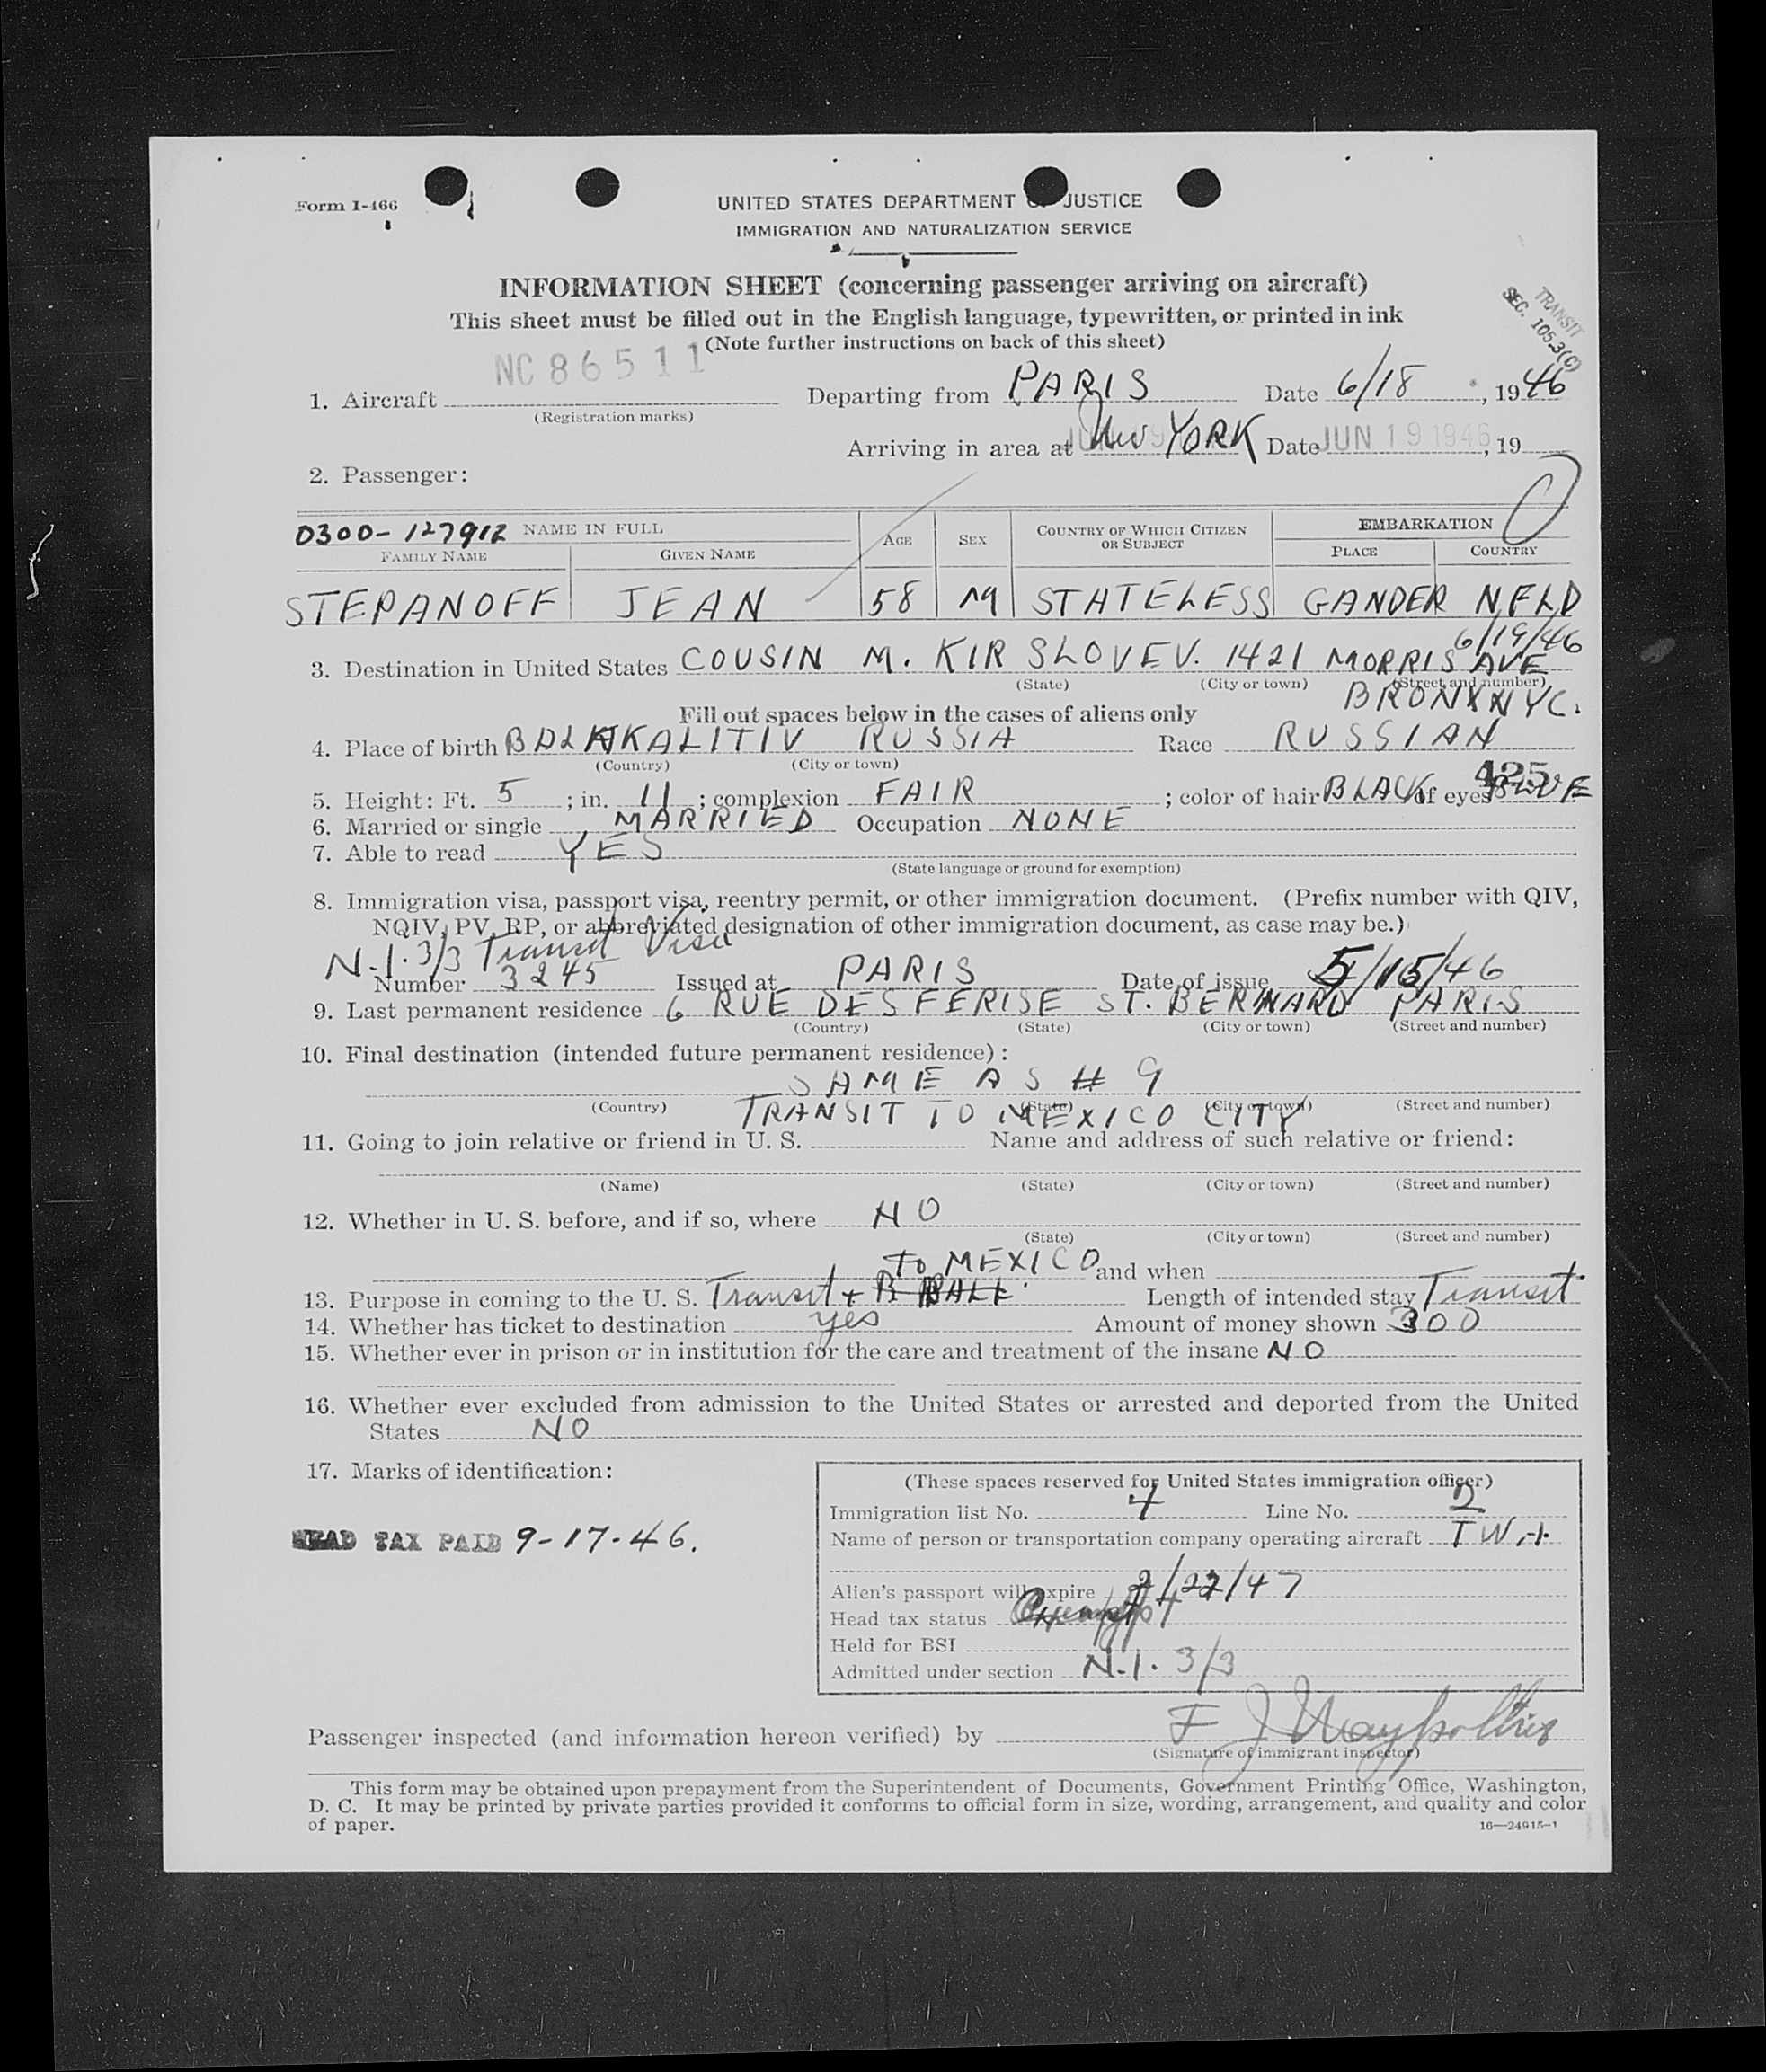 Form I-466
UNITED STATES DEPARTMENT OF JUSTICE
IMMIGRATION AND NATURALIZATION SERVICE
INFORMATION SHEET (concerning passenger arriving on aircraft)
This sheet must be filled out in the English language, typewritten, or printed in ink
(Note further instructions on back of this sheet)
TRANSIT
SEC. 105.3(C)
NC 86511
1. Aircraft Departing from PARIS Date 6/18, 1946
(Registration marks)
Arriving in area at New YORK Date JUN 19 1946, 19
2. Passenger:
0300-127912 NAME IN FULL AGE SEX COUNTRY OF WHICH CITIZEN OR SUBJECT EMBARKATION
FAMILY NAME GIVEN NAME PLACE COUNTRY
STEPANOFF JEAN 58 M STATELESS GANDER NFLD
6/19/46
3. Destination in United States COUSIN M. KIR SLOVEV. 1421 MORRIS AVE
(State) (City or town) (Street and number)
BRONX NYC.
Fill out spaces below in the cases of aliens only
4. Place of birth RUSSIA Race RUSSIAN
(Country) (City or town)
425
5. Height: Ft. 5; in. 11; complexion FAIR; color of hair BLACK of eyes BLUE
6. Married or single MARRIED Occupation NONE
7. Able to read YES
(State language or ground for exemption)
8. Immigration visa, passport visa, reentry permit, or other immigration document. (Prefix number with QIV,
NQIV, PV, RP, or abbreviated designation of other immigration document, as case may be.)
N.I. 3/3 Transit Visa
Number 3245 Issued at PARIS Date of issue 5/15/46
9. Last permanent residence 6 RUE DES FERISE ST. BERNARD PARIS
(Country) (State) (City or town) (Street and number)
10. Final destination (intended future permanent residence):
SAME AS # 9
(Country) (State) (City or town) (Street and number)
TRANSIT TO MEXICO CITY
11. Going to join relative or friend in U. S. Name and address of such relative or friend:
(Name) (State) (City or town) (Street and number)
12. Whether in U. S. before, and if so, where NO
(State) (City or town) (Street and number)
TO MEXICO and when
13. Purpose in coming to the U. S. Transit Length of intended stay Transit
14. Whether has ticket to destination yes Amount of money shown 300
15. Whether ever in prison or in institution for the care and treatment of the insane NO
16. Whether ever excluded from admission to the United States or arrested and deported from the United
States NO
17. Marks of identification:
HEAD TAX PAID 9-17-46.
(These spaces reserved for United States immigration officer)
Immigration list No. 4 Line No. 2
Name of person or transportation company operating aircraft TWA
Alien's passport will expire 2/22/47
Head tax status
Held for BSI
Admitted under section N.I. 3/3
Passenger inspected (and information hereon verified) by F J
(Signature of immigrant inspector)
This form may be obtained upon prepayment from the Superintendent of Documents, Government Printing Office, Washington,
D. C. It may be printed by private parties provided it conforms to official form in size, wording, arrangement, and quality and color
of paper.
16—24915-1